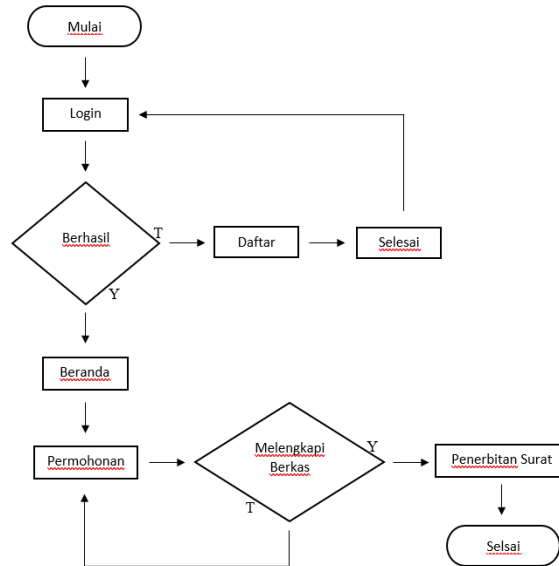 Mulai
Login
Berhasil
T
Daftar
Selesai
Y
Beranda
Permohonan
Melengkapi
Berkas
Y
T
Penerbitan Surat
Selsai